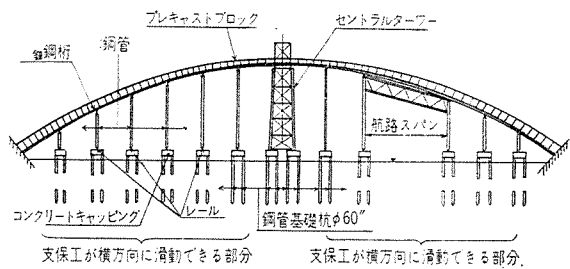 プレキャストブロック
セントラルターワー
鋼管
鋼桁
航路スパン
コンクリートキャッピング
レール
鋼管基礎杭φ60″
支保工が横方向に滑動できる部分
支保工が横方向に滑動できる部分.